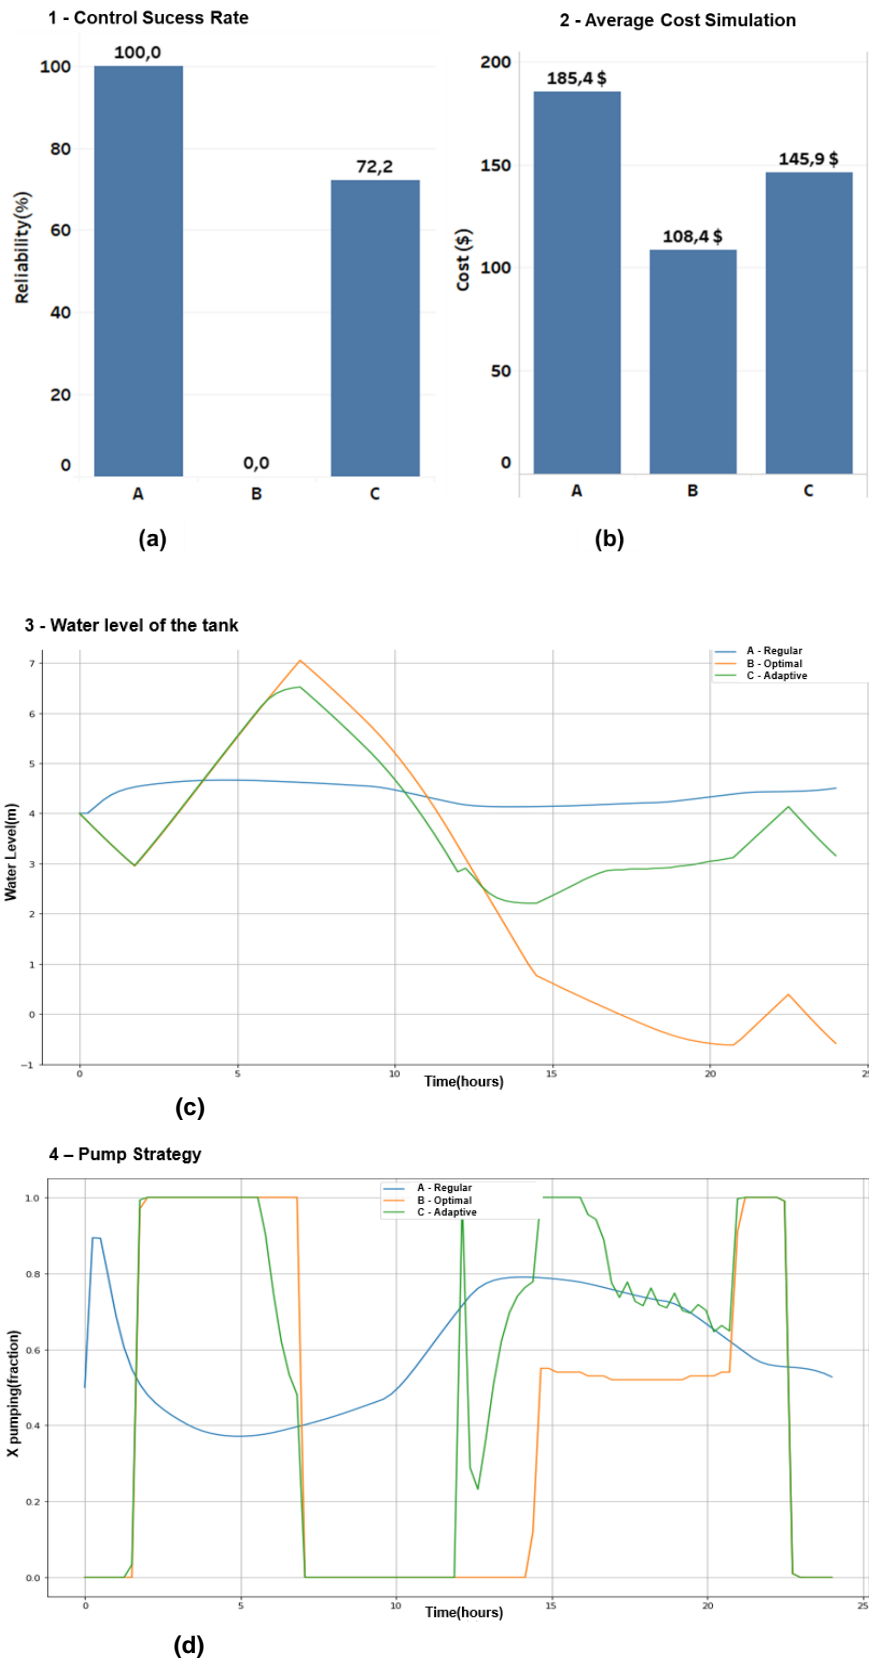 1 - Control Sucess Rate
100,0
100
80
72,2
60
40
20
0,0
0
Reliability(%)
A
B
C
(a)
2 - Average Cost Simulation
200
185,4 $
150
145,9 $
108,4 $
100
50
0
Cost ($)
A
B
C
(b)
3 - Water level of the tank
A - Regular
B - Optimal
C - Adaptive
7
6
5
4
3
2
1
0
−1
Water Level(m)
0
5
10
15
20
25
Time(hours)
(c)
4 – Pump Strategy
A - Regular
B - Optimal
C - Adaptive
1.0
0.8
0.6
0.4
0.2
0.0
X pumping(fraction)
0
5
10
15
20
25
Time(hours)
(d)